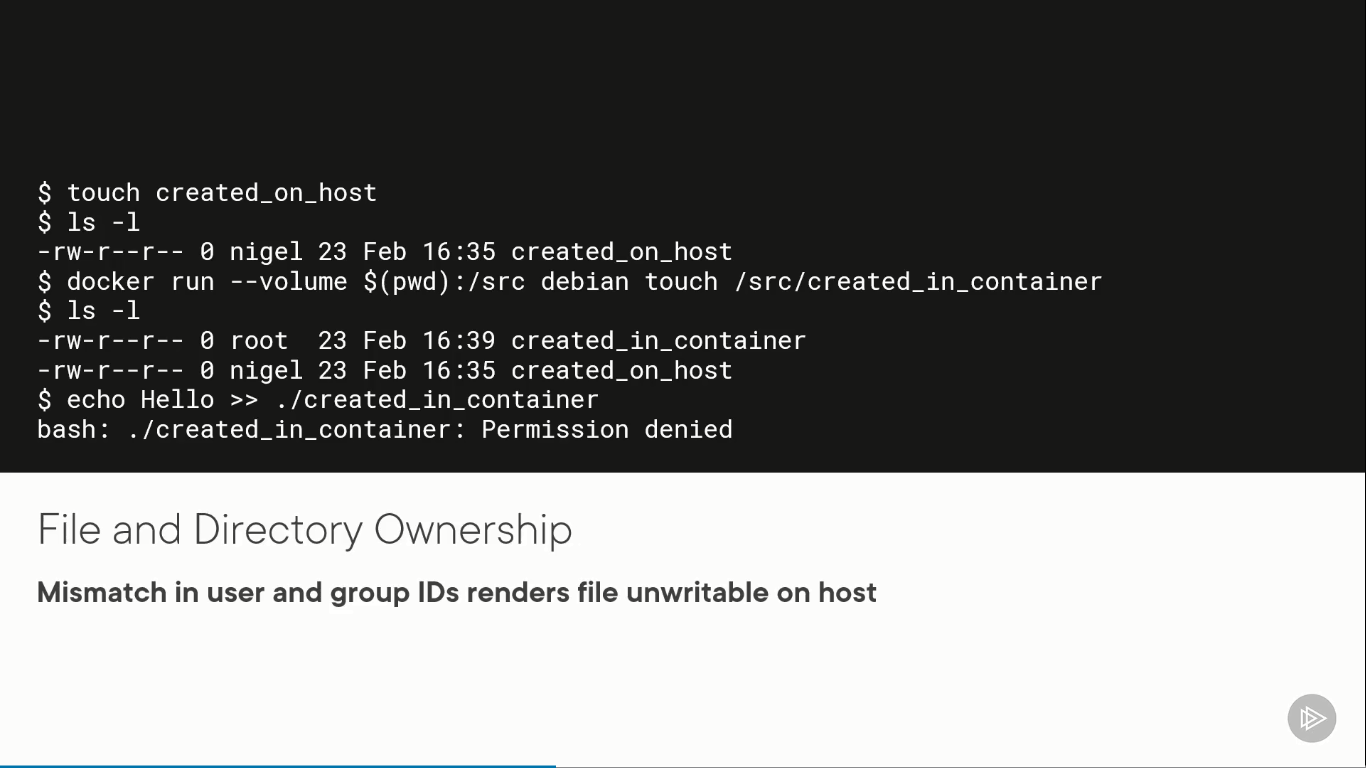 $ touch created_on_host
$ ls -l
-rw-r--r-- 0 nigel 23 Feb 16:35 created_on_host
$ docker run --volume $(pwd):/src debian touch /src/created_in_container
$ ls -l
-rw-r--r-- 0 root  23 Feb 16:39 created_in_container
-rw-r--r-- 0 nigel 23 Feb 16:35 created_on_host
$ echo Hello >> ./created_in_container
bash: ./created_in_container: Permission denied
File and Directory Ownership
Mismatch in user and group IDs renders file unwritable on host